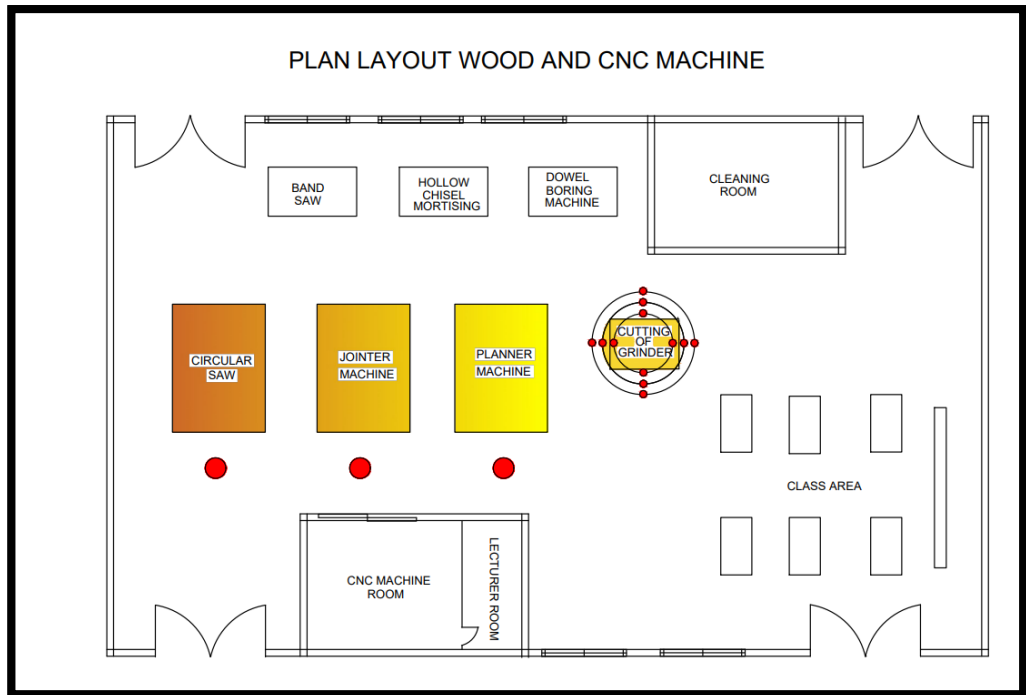 PLAN LAYOUT WOOD AND CNC MACHINE
BAND
SAW
HOLLOW
CHISEL
MORTISING
DOWEL
BORING
MACHINE
CLEANING
ROOM
CIRCULAR
SAW
JOINTER
MACHINE
PLANNER
MACHINE
CUTTING
OF
GRINDER
CLASS AREA
CNC MACHINE
ROOM
LECTURER ROOM